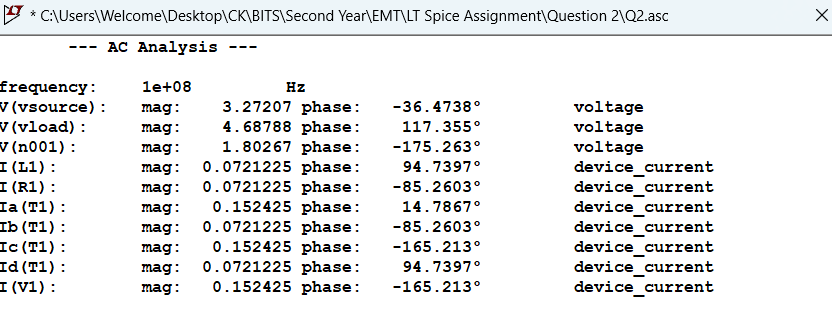 * C:\Users\Welcome\Desktop\CK\BITS\Second Year\EMT\LT Spice Assignment\Question 2\Q2.asc
--- AC Analysis ---
frequency: 1e+08 Hz
V(vsource): mag: 3.27207 phase: -36.4738° voltage
V(vload): mag: 4.68788 phase: 117.355° voltage
V(n001): mag: 1.80267 phase: -175.263° voltage
I(L1): mag: 0.0721225 phase: 94.7397° device_current
I(R1): mag: 0.0721225 phase: -85.2603° device_current
Ia(T1): mag: 0.152425 phase: 14.7867° device_current
Ib(T1): mag: 0.0721225 phase: -85.2603° device_current
Ic(T1): mag: 0.152425 phase: -165.213° device_current
Id(T1): mag: 0.0721225 phase: 94.7397° device_current
I(V1): mag: 0.152425 phase: -165.213° device_current